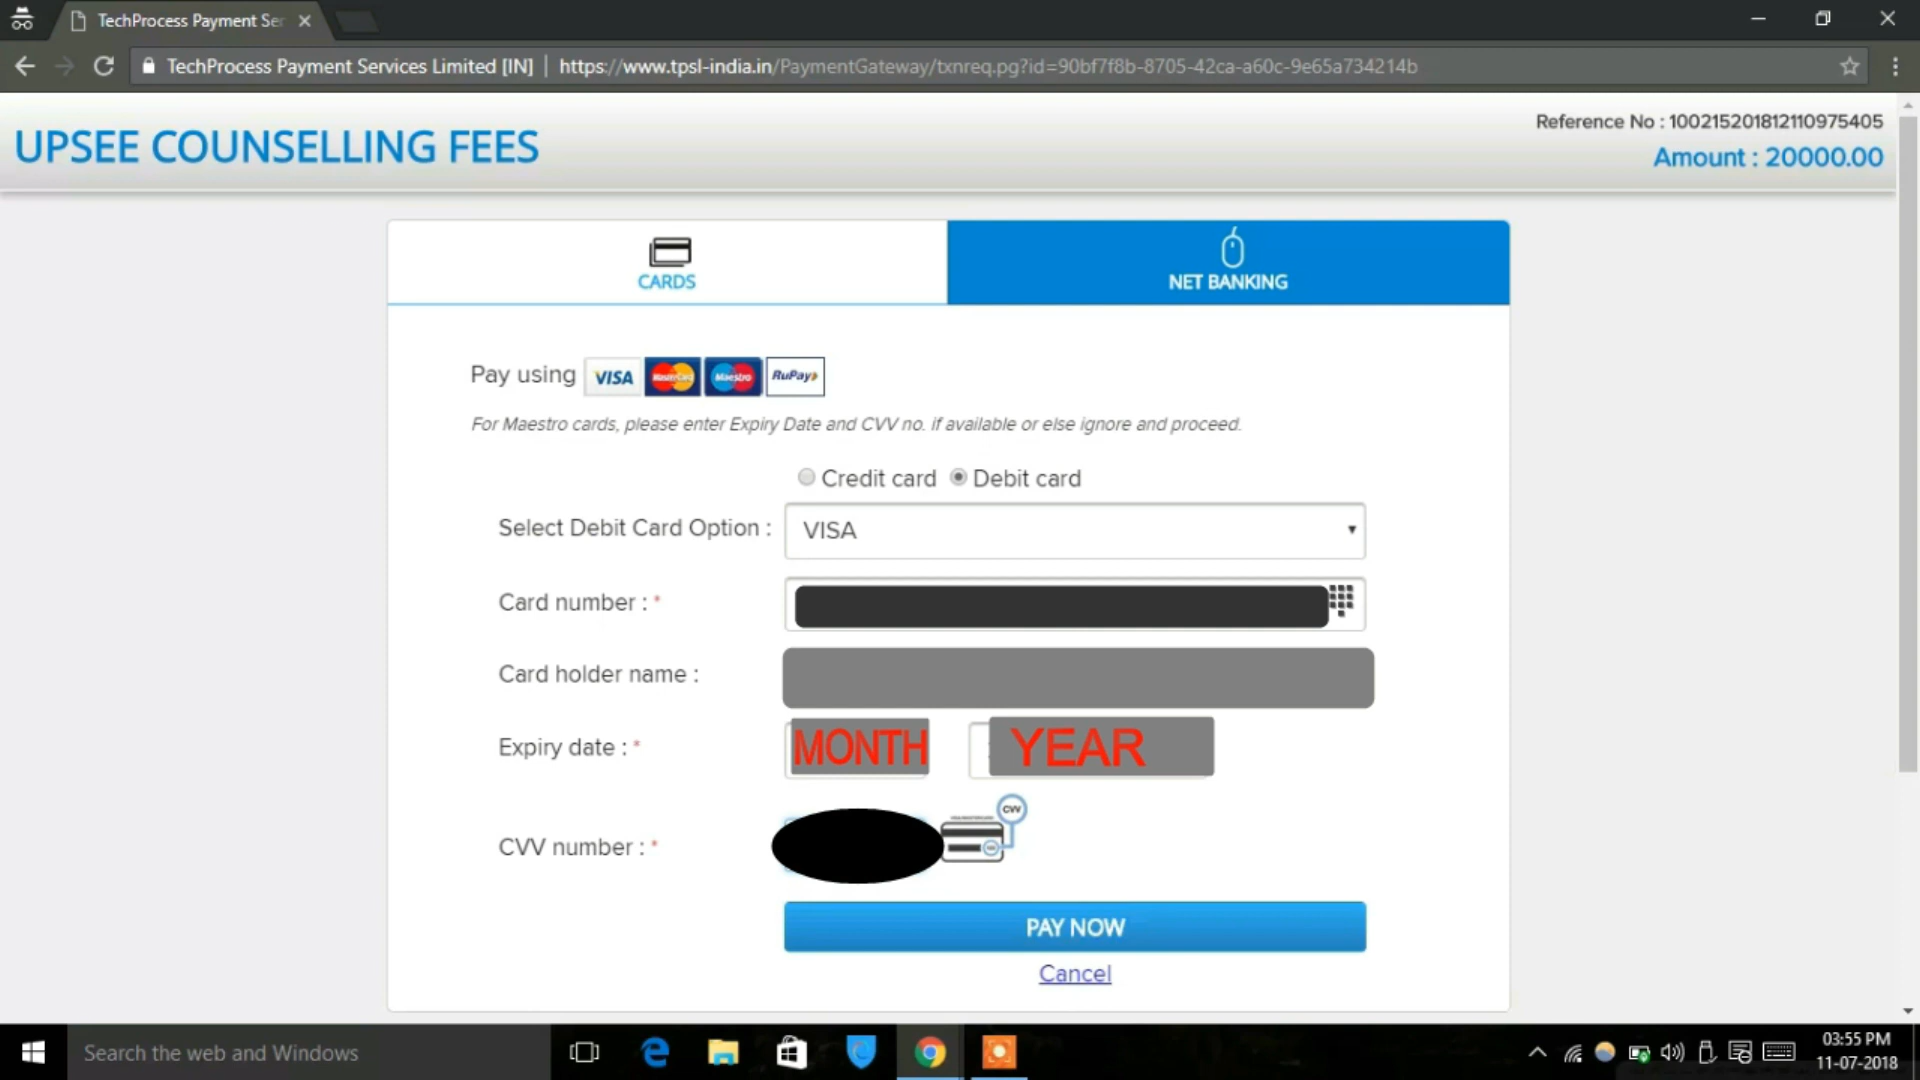 TechProcess Payment Ser
TechProcess Payment Services Limited [IN] | https://www.tpsl-india.in/PaymentGateway/txnreq.pg?id=90bf7f8b-8705-42ca-a60c-9e65a734214b
UPSEE COUNSELLING FEES
Reference No : 100215201812110975405
Amount : 20000.00
CARDS
NET BANKING
Pay using VISA MasterCard Maestro RuPay
For Maestro cards, please enter Expiry Date and CVV no. if available or else ignore and proceed.
Credit card Debit card
Select Debit Card Option : VISA
Card number : *
Card holder name :
Expiry date : * MONTH YEAR
CVV number : * CVV
PAY NOW
Cancel
Search the web and Windows
03:55 PM
11-07-2018